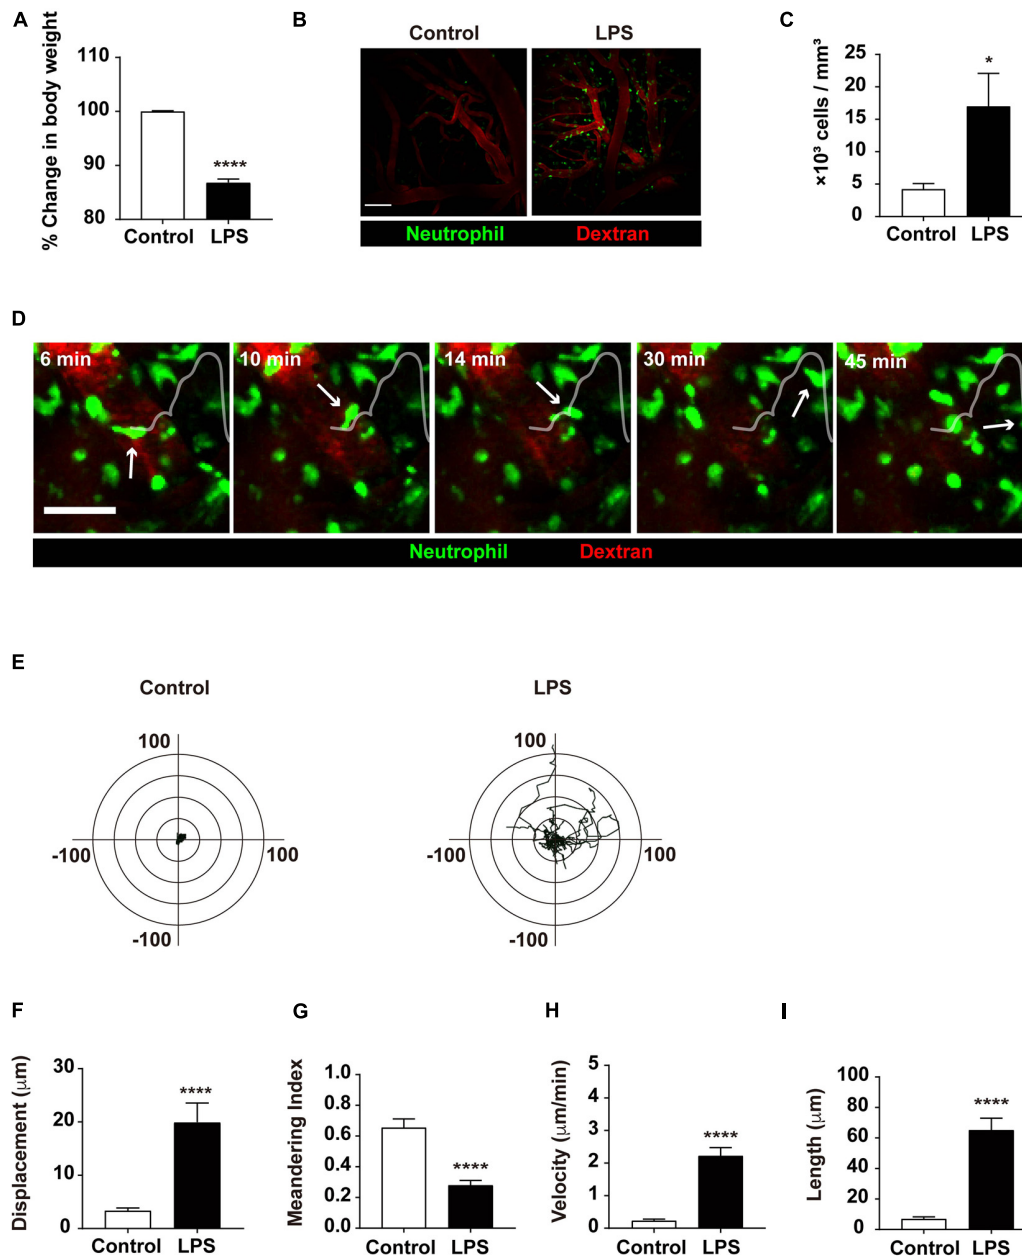 A
% Change in body weight
110
100
90
80
****
Control LPS
B
Control LPS
Neutrophil Dextran
C
×10³ cells / mm³
25
20
15
10
5
0
*
Control LPS
D
6 min 10 min 14 min 30 min 45 min
Neutrophil Dextran
E
Control LPS
100
-100 100
-100
100
-100 100
-100
F
Displacement (μm)
30
20
10
0
****
Control LPS
G
Meandering Index
1.0
0.8
0.6
0.4
0.2
0.0
****
Control LPS
H
Velocity (μm/min)
5
4
3
2
1
0
****
Control LPS
I
Length (μm)
100
80
60
40
20
0
****
Control LPS